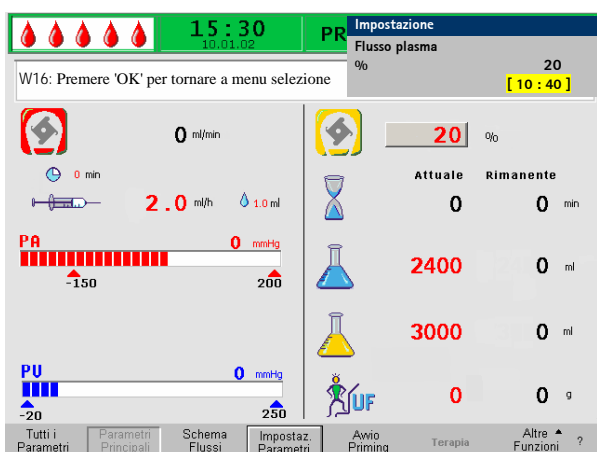 15:30
10.01.02
PR
Impostazione
Flusso plasma
% 20
[ 10 : 40 ]
W16: Premere 'OK' per tornare a menu selezione
0 ml/min
0 min
2.0 ml/h 1.0 ml
PA 0 mmHg
-150 200
PV 0 mmHg
-20 250
20 %
Attuale Rimanente
0 0 min
2400 0 ml
3000 0 ml
UF 0 0 g
Tutti i Parametri
Parametri Principali
Schema Flussi
Impostaz. Parametri
Avvio Priming
Terapia
Altre Funzioni
?